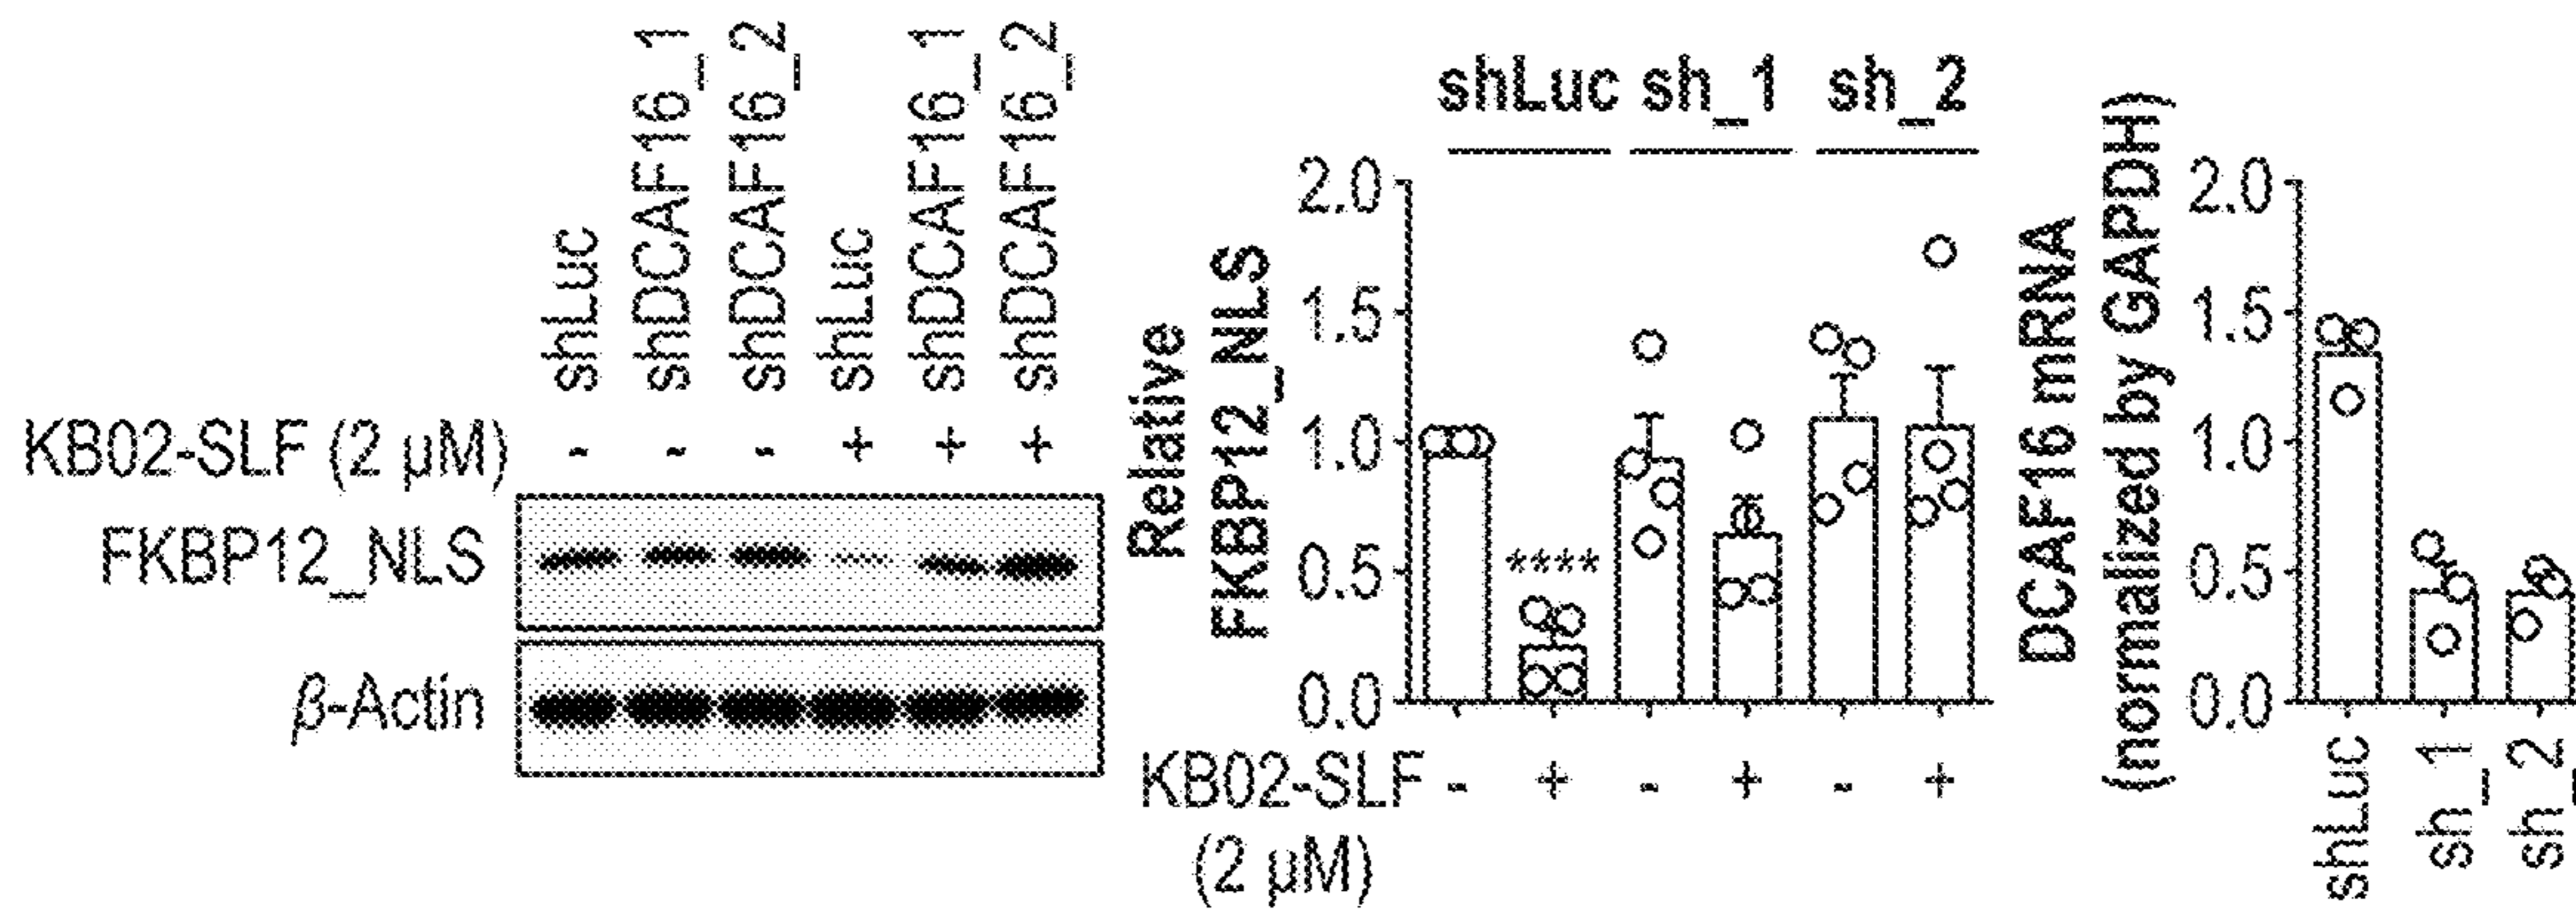 shLuc
shDCAF16_1
shDCAF16_2
shLuc
shDCAF16_1
shDCAF16_2
KB02-SLF (2 μM) - - - + + +
FKBP12_NLS
β-Actin
shLuc sh_1 sh_2
Relative
FKBP12_NLS
2.0
1.5
1.0
0.5
0.0
****
KB02-SLF - + - + - +
(2 μM)
DCAF16 mRNA
(normalized by GAPDH)
2.0
1.5
1.0
0.5
0.0
shLuc
sh_1
sh_2